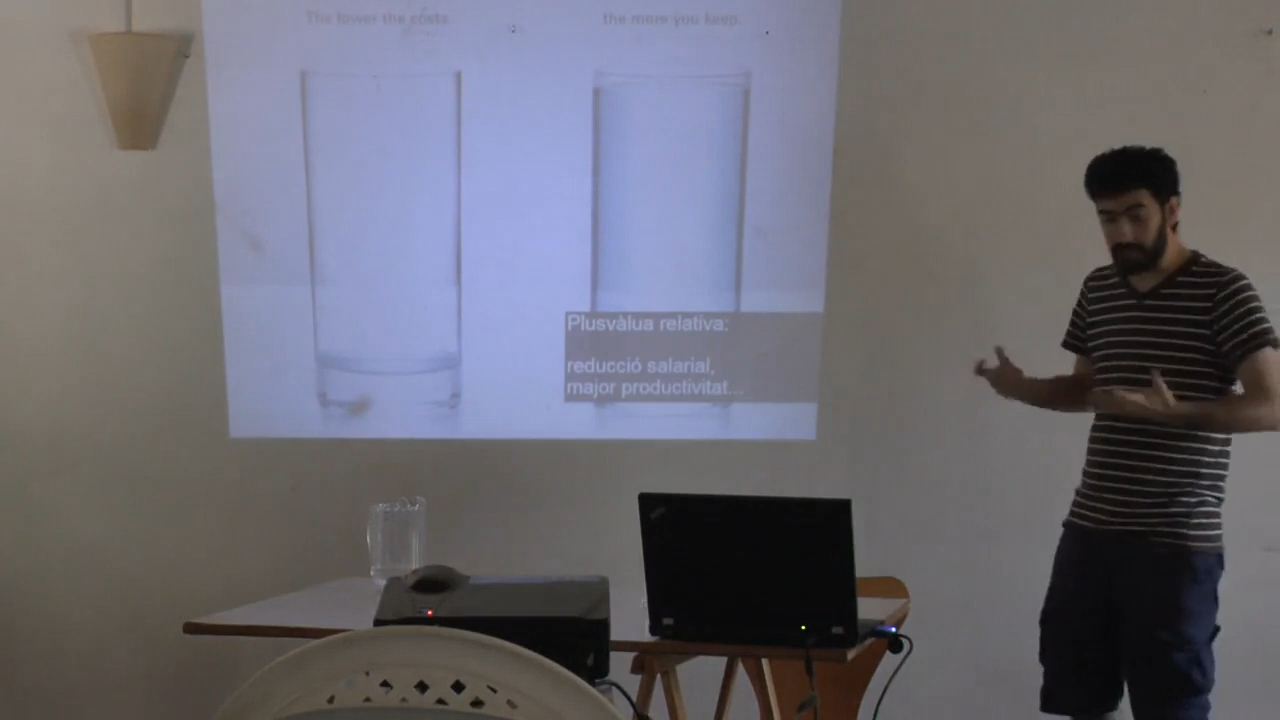 The lower the costs
the more you keep.
Plusvàlua relativa:
reducció salarial,
major productivitat...